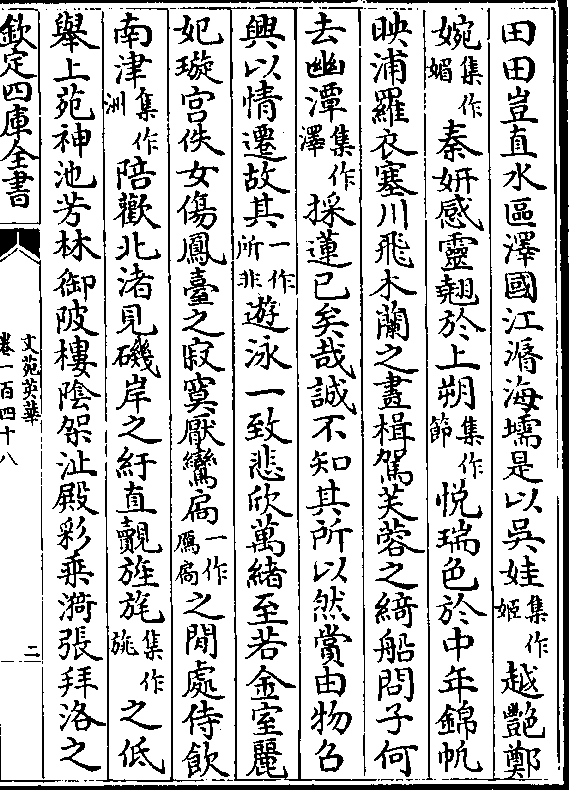 田田豈直水區澤國江漘海壖是以吳娃集作姬越艷鄭
婉集作媚秦姸感靈翹於上朔集作節悦瑞色於中年錦帆
映浦羅衣塞川飛木蘭之畫楫駕芙蓉之綺船問子何
去幽潭集作澤採蓮已矣哉誠不知其所以然賞由物召
興以情遷故其一作所非遊泳一致悲欣萬緒至若金室麗
妃璇宮佚女傷鳳臺之寂寞厭鸞扃一作鴈扃之閒處侍飲
南津集作洲陪歡北渚見磯岸之紆直觀旌旄集作旐之低
舉上苑神池芳林御陂樓陰架沚殿彩乘漪張拜洛之
欽定四庫全書
文苑英華
卷一百四十八
二